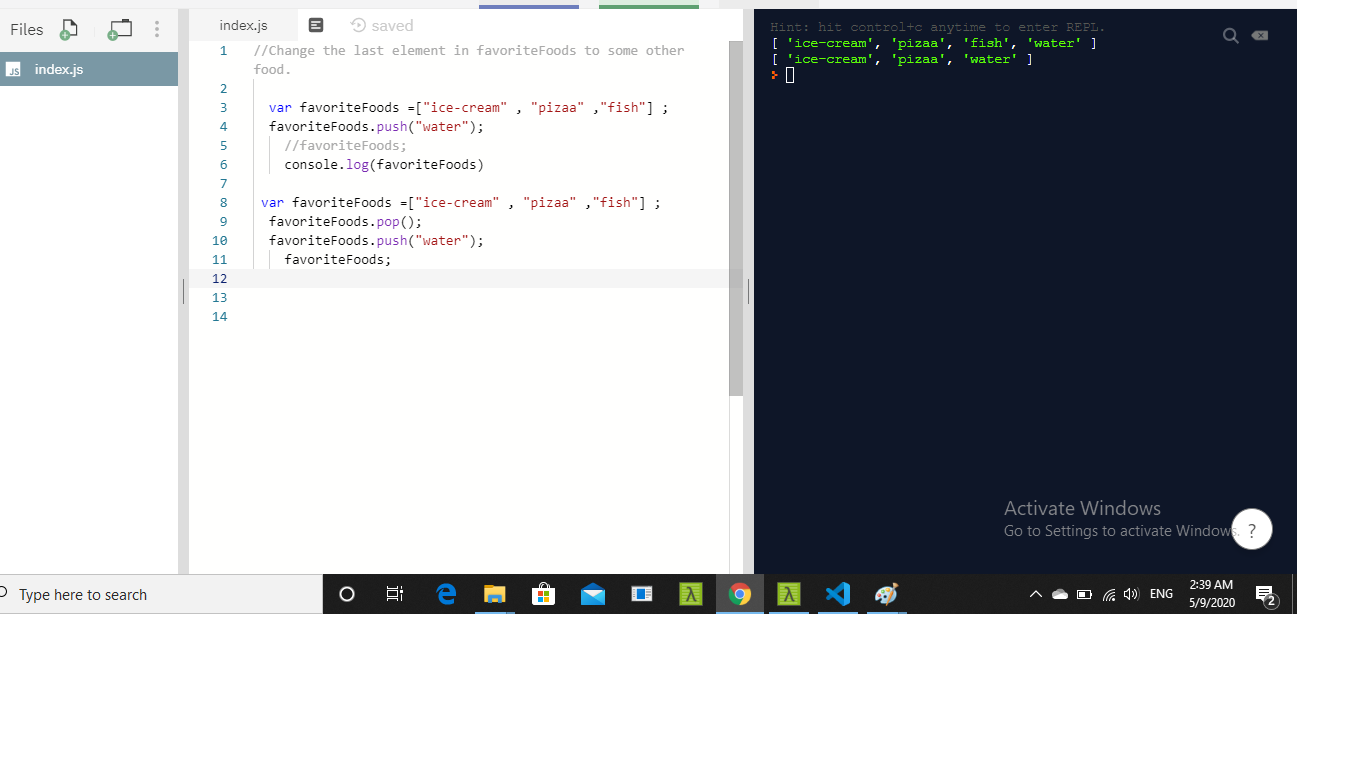 Files
index.js
index.js
saved
1 //Change the last element in favoriteFoods to some other
food.
2
3 var favoriteFoods =["ice-cream" , "pizaa" ,"fish"] ;
4 favoriteFoods.push("water");
5 //favoriteFoods;
6 console.log(favoriteFoods)
7
8 var favoriteFoods =["ice-cream" , "pizaa" ,"fish"] ;
9 favoriteFoods.pop();
10 favoriteFoods.push("water");
11 favoriteFoods;
12
13
14
Hint: hit control+c anytime to enter REPL.
[ 'ice-cream', 'pizaa', 'fish', 'water' ]
[ 'ice-cream', 'pizaa', 'water' ]
Activate Windows
Go to Settings to activate Windows.
?
Type here to search
ENG
2:39 AM
5/9/2020
2